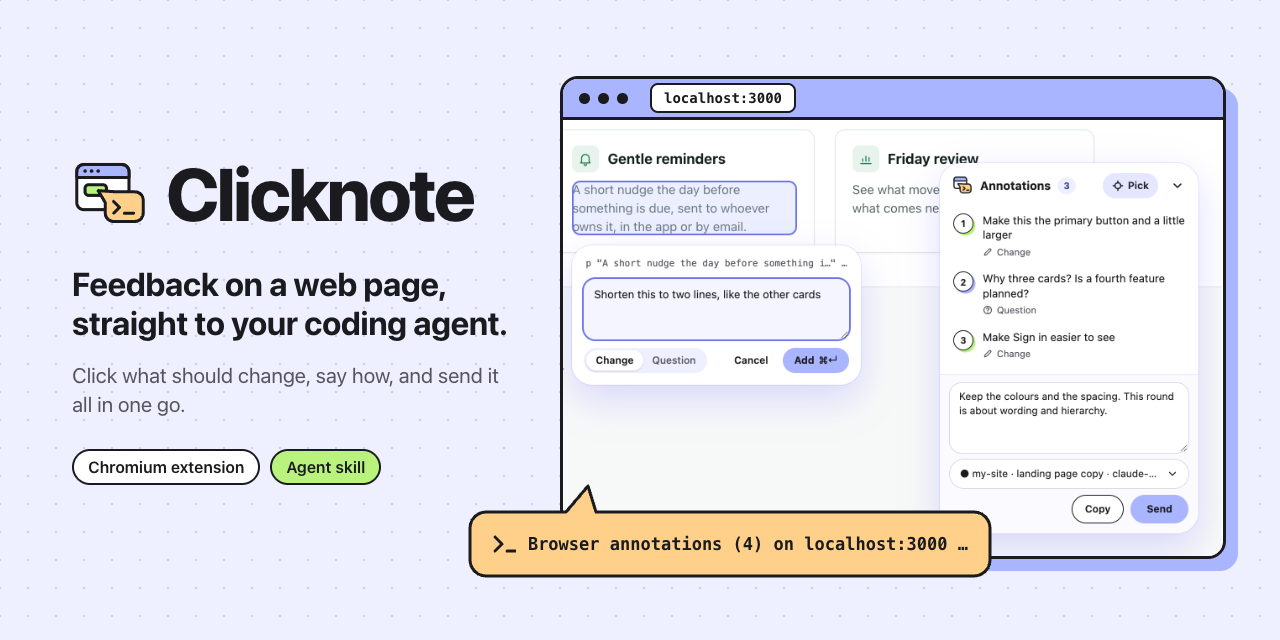 Clicknote
Feedback on a web page,
straight to your coding agent.
Click what should change, say how, and send it
all in one go.
Chromium extension
Agent skill
localhost:3000
Gentle reminders
A short nudge the day before
something is due, sent to whoever
owns it, in the app or by email.
Friday review
See what move
what comes ne
p "A short nudge the day before something i…" …
Shorten this to two lines, like the other cards
Change
Question
Cancel
Add ⌘↵
Annotations 3
Pick
1
Make this the primary button and a little
larger
Change
2
Why three cards? Is a fourth feature
planned?
Question
3
Make Sign in easier to see
Change
Keep the colours and the spacing. This round
is about wording and hierarchy.
my-site · landing page copy · claude-…
Copy
Send
Browser annotations (4) on localhost:3000 …